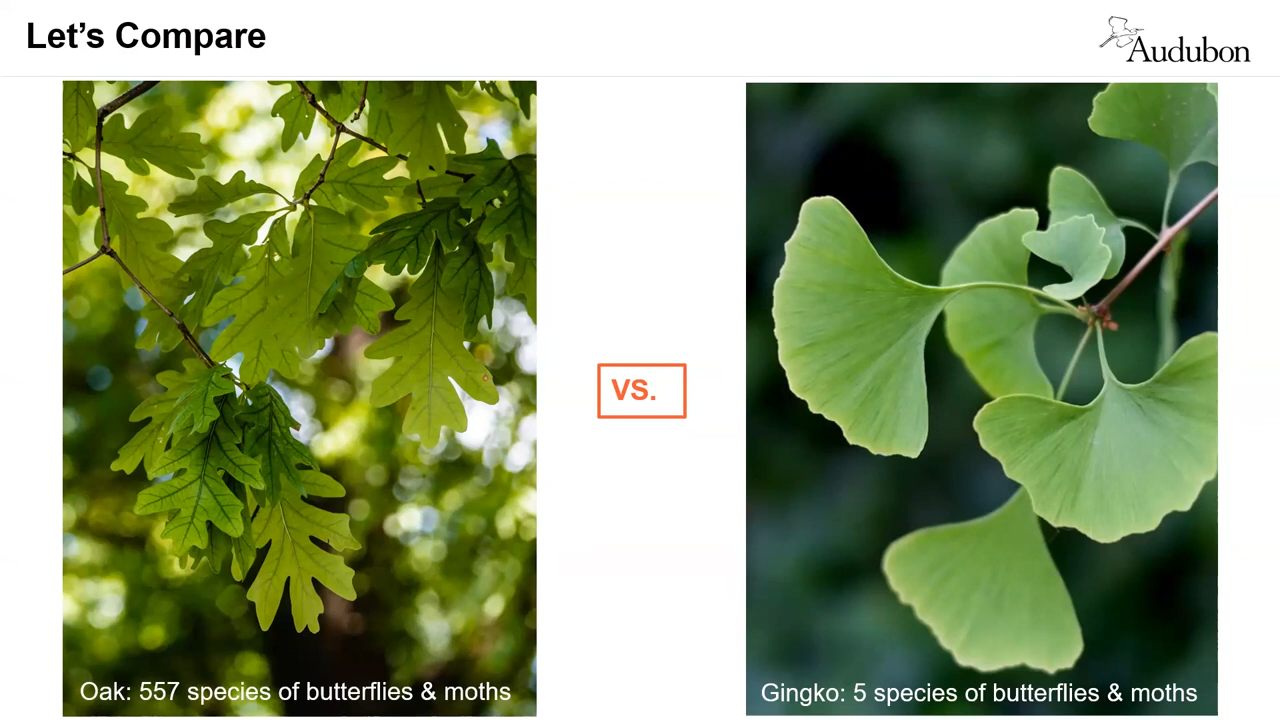 Let’s Compare
Audubon
VS.
Oak: 557 species of butterflies & moths
Gingko: 5 species of butterflies & moths